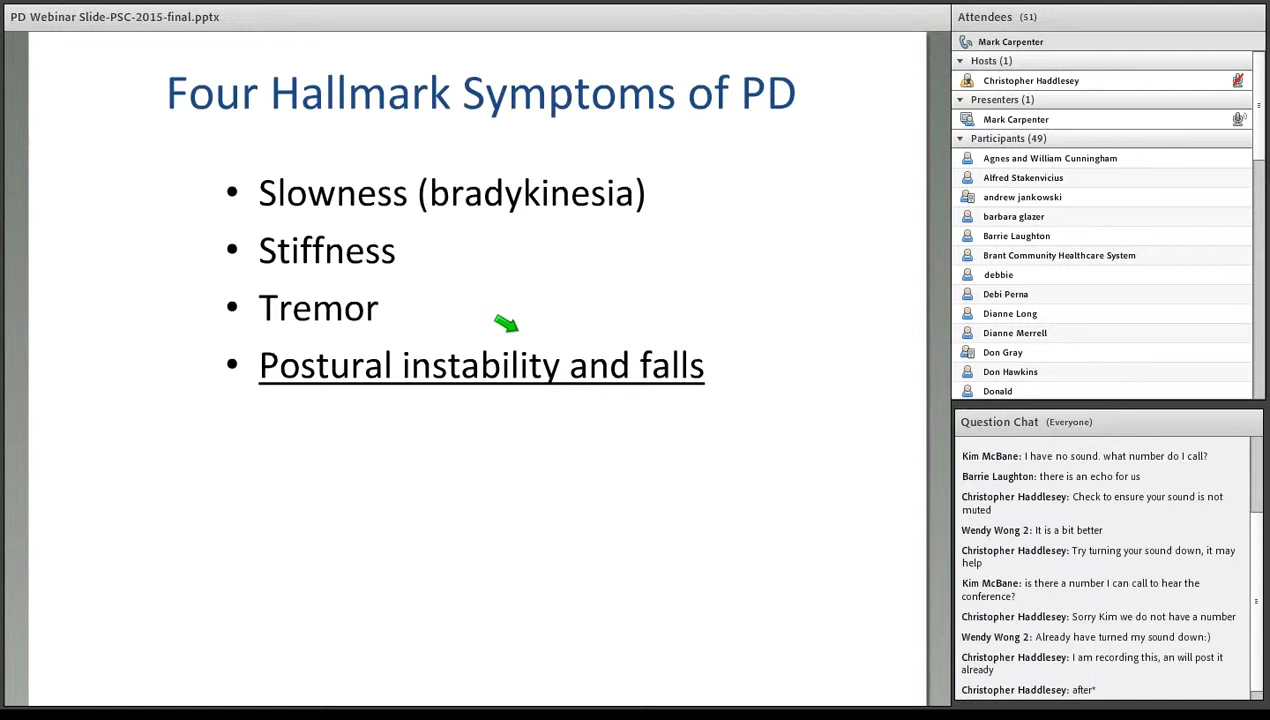 PD Webinar Slide-PSC-2015-final.pptx
Four Hallmark Symptoms of PD
• Slowness (bradykinesia)
• Stiffness
• Tremor
• Postural instability and falls
Attendees (51)
Mark Carpenter
Hosts (1)
Christopher Haddlesey
Presenters (1)
Mark Carpenter
Participants (49)
Agnes and William Cunningham
Alfred Stakenvicius
andrew jankowski
barbara glazer
Barrie Laughton
Brant Community Healthcare System
debbie
Debi Perna
Dianne Long
Dianne Merrell
Don Gray
Don Hawkins
Donald
Question Chat (Everyone)
Kim McBane: I have no sound. what number do I call?
Barrie Laughton: there is an echo for us
Christopher Haddlesey: Check to ensure your sound is not
muted
Wendy Wong 2: It is a bit better
Christopher Haddlesey: Try turning your sound down, it may
help
Kim McBane: is there a number I can call to hear the
conference?
Christopher Haddlesey: Sorry Kim we do not have a number
Wendy Wong 2: Already have turned my sound down:)
Christopher Haddlesey: I am recording this, an will post it
already
Christopher Haddlesey: after*